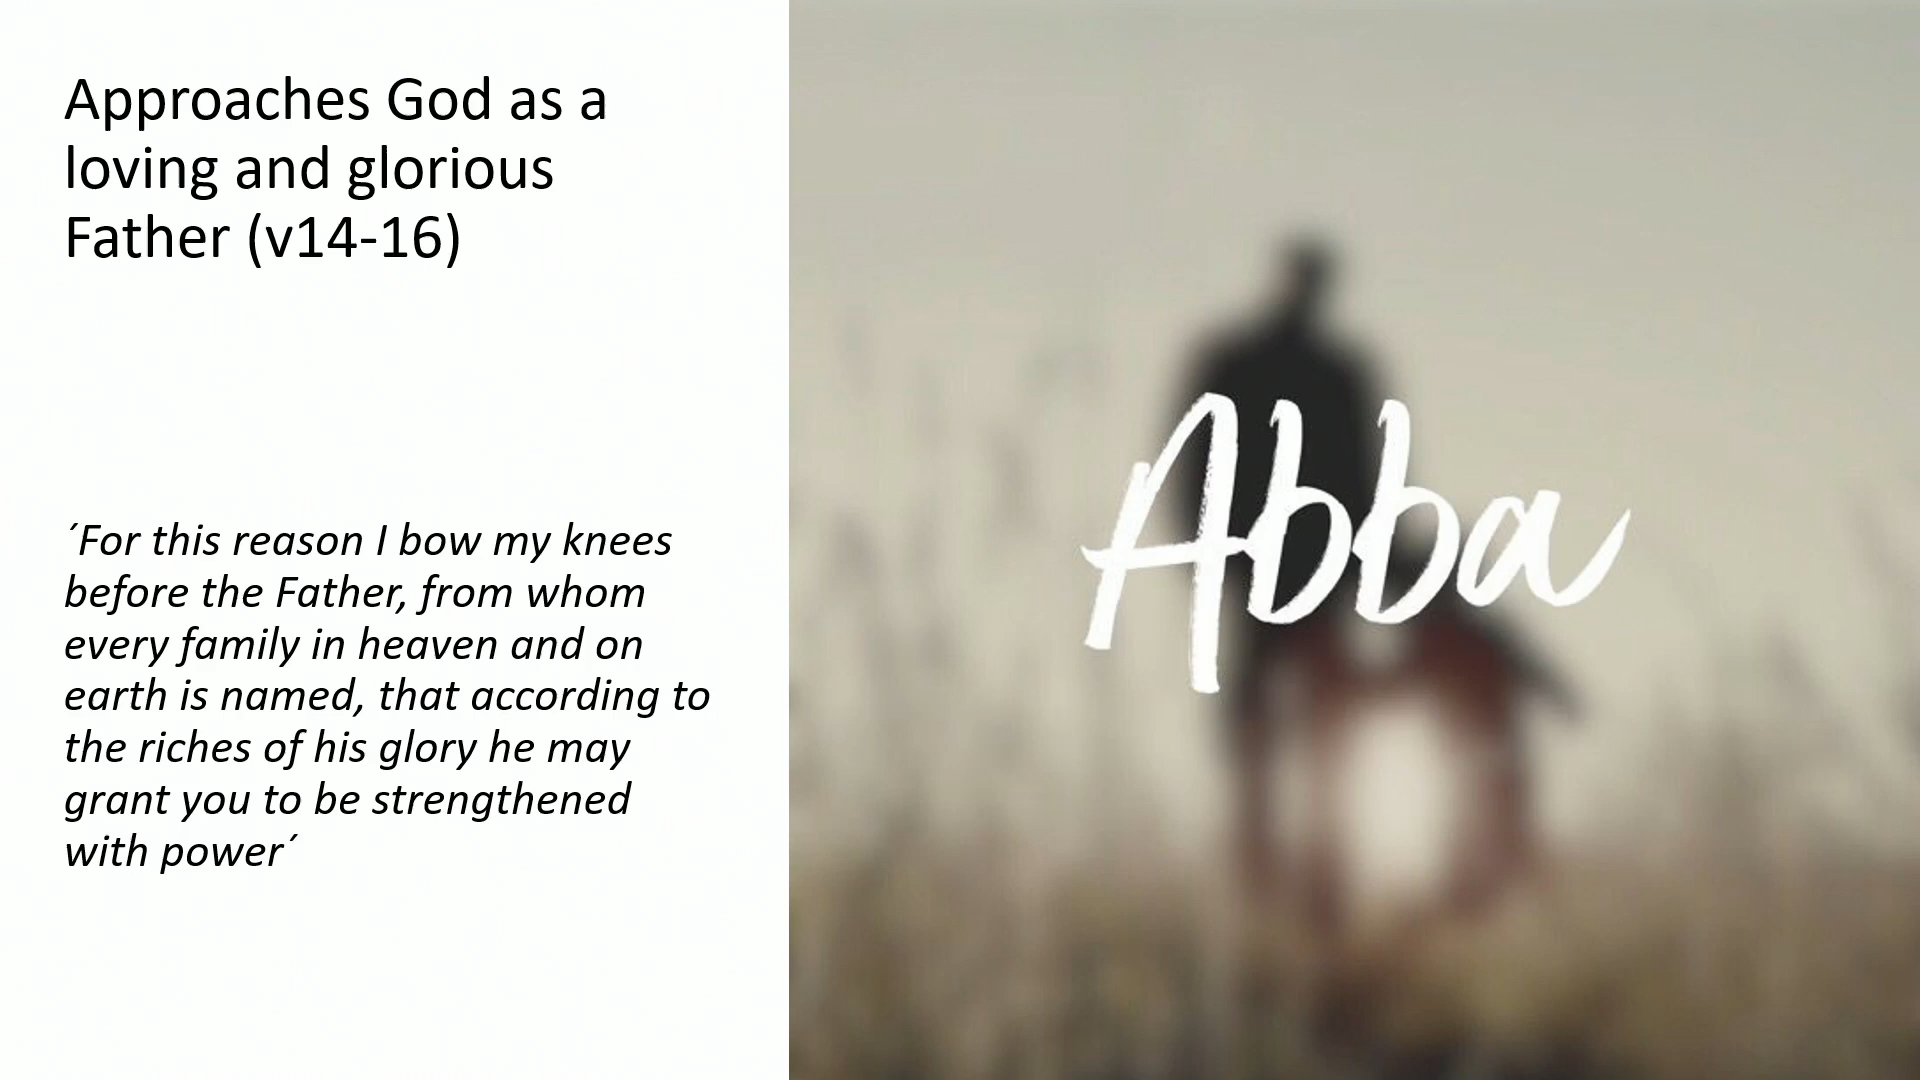 Approaches God as a
loving and glorious
Father (v14-16)
´For this reason I bow my knees
before the Father, from whom
every family in heaven and on
earth is named, that according to
the riches of his glory he may
grant you to be strengthened
with power´
Abba